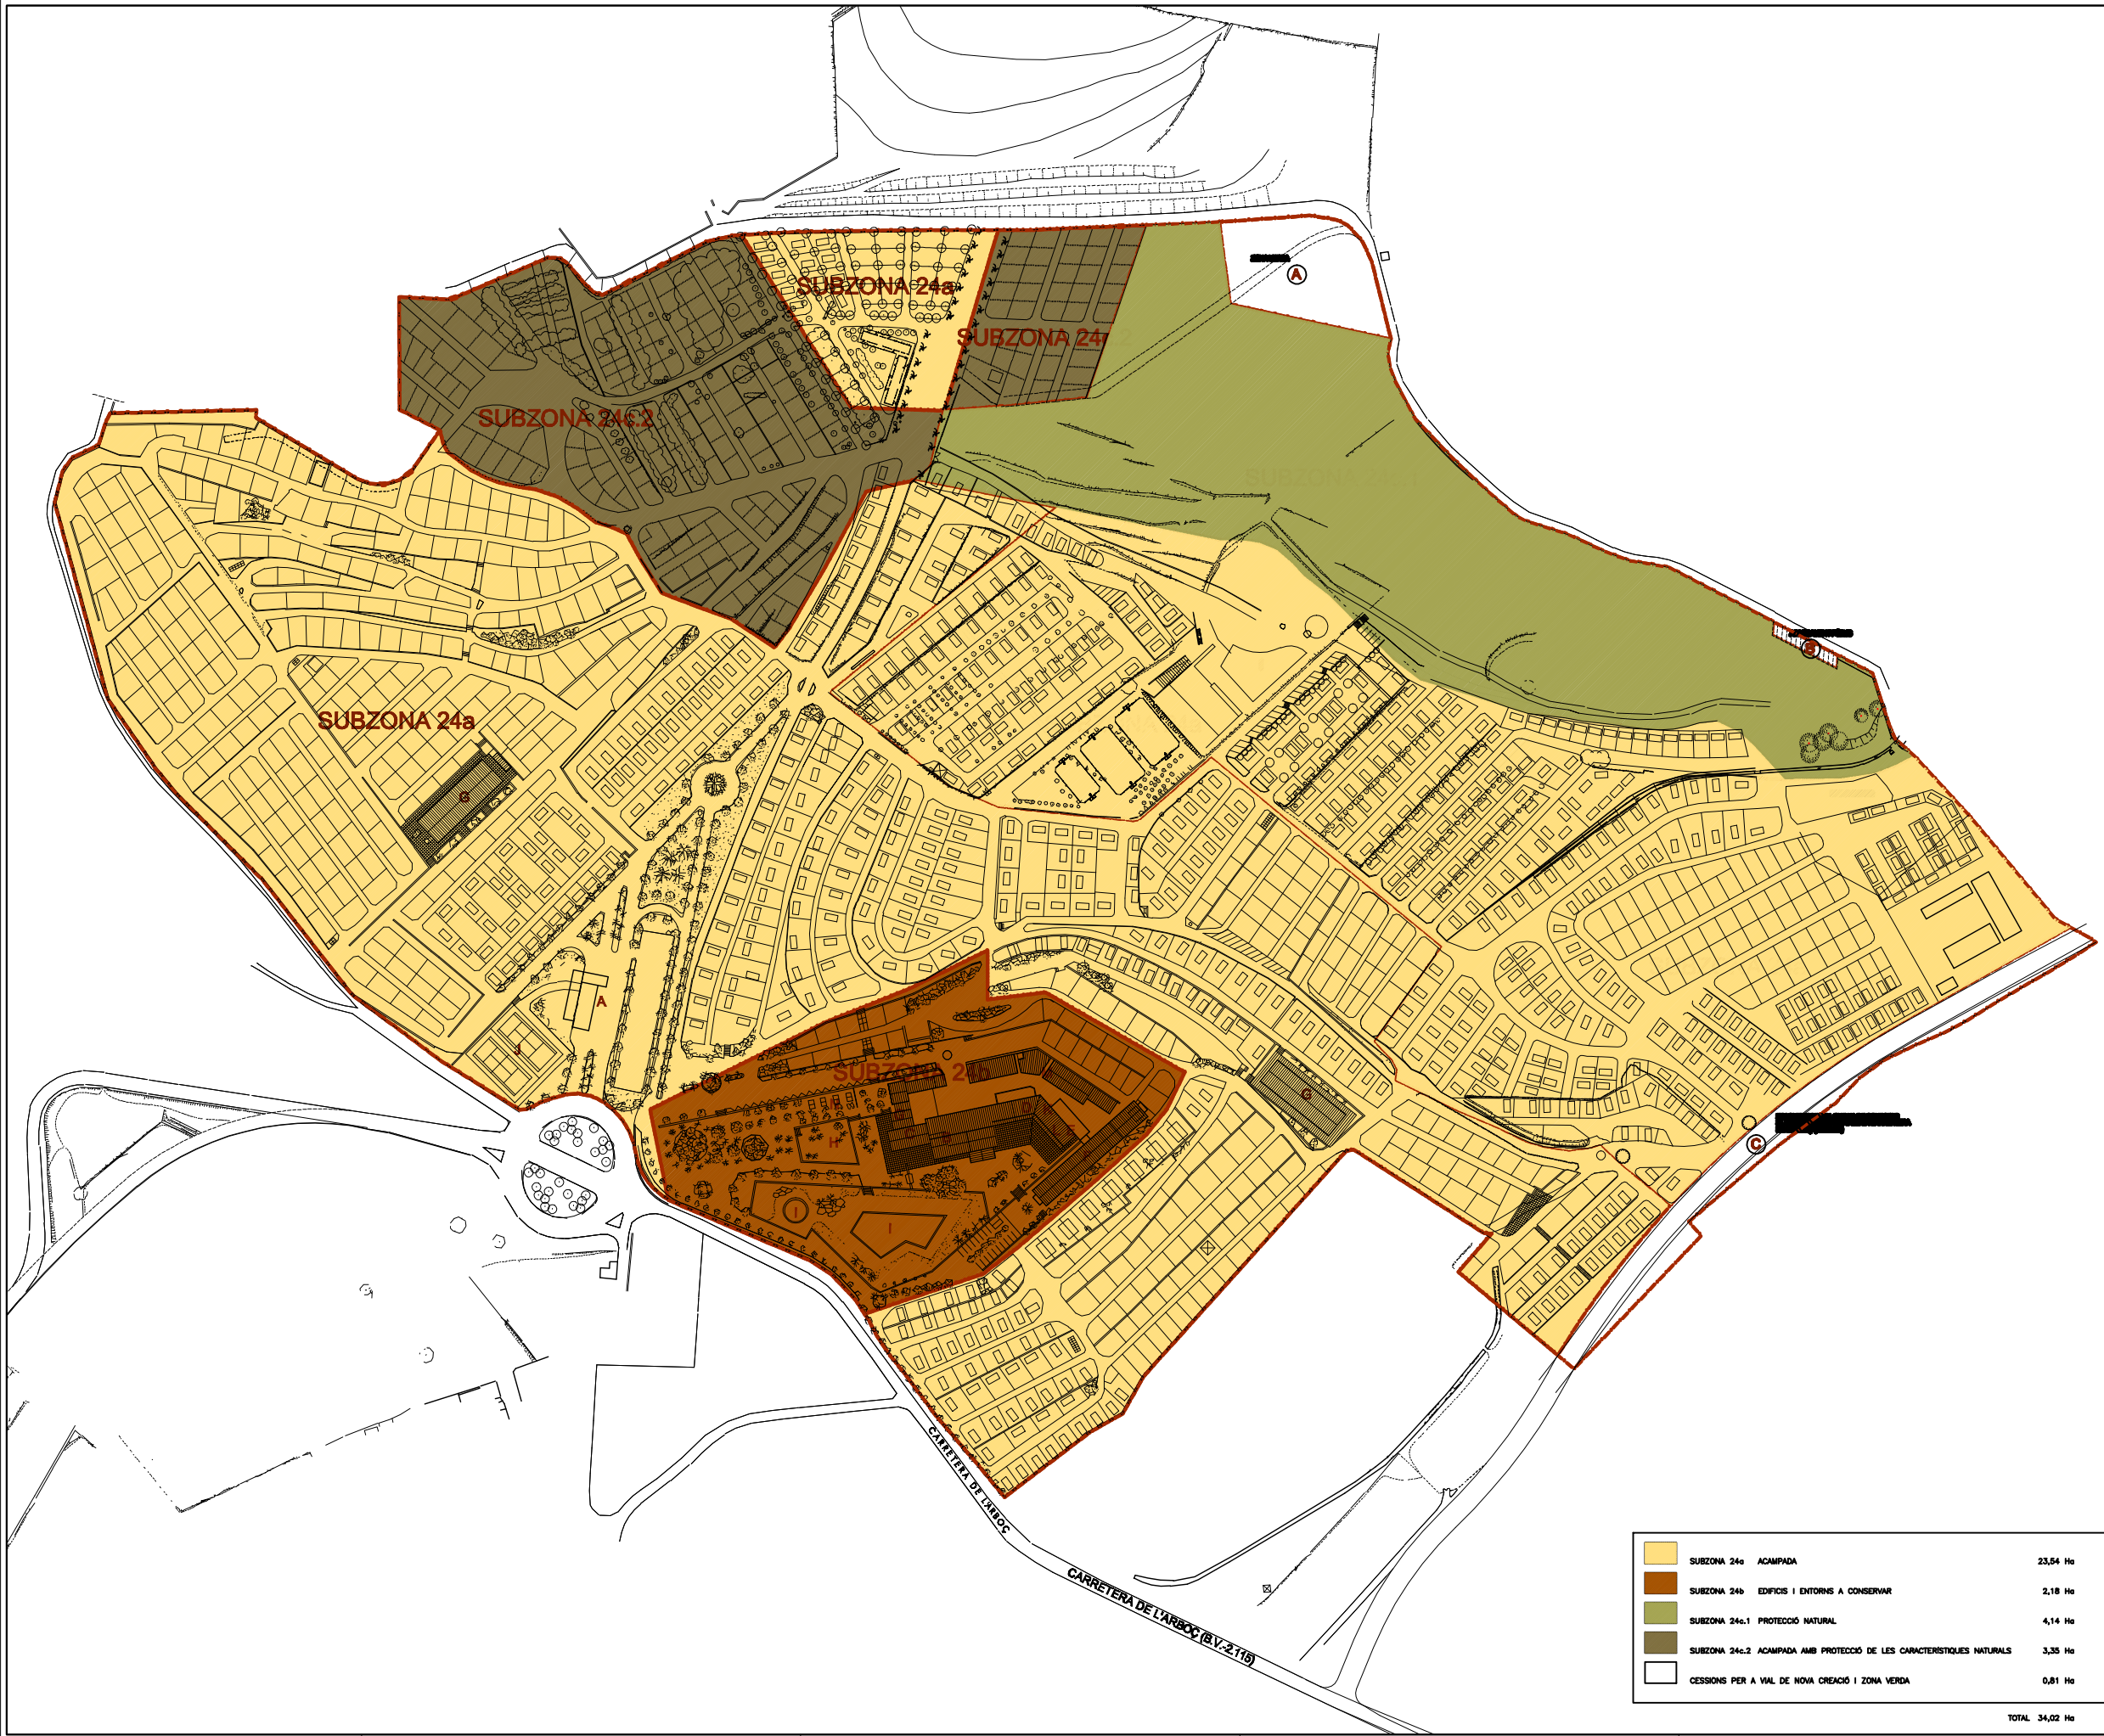 A
SUBZONA 24a
SUBZONA 24c.2
SUBZONA 24c.2
B
SUBZONA 24a
G
A
J
SUBZONA 24b
G
H
B
C
I
I
CARRETERA DE L'ARBOÇ
CARRETERA DE L'ARBOÇ (B.V.-2.115)
SUBZONA 24a ACAMPADA 23,54 Ha
SUBZONA 24b EDIFICIS I ENTORNS A CONSERVAR 2,18 Ha
SUBZONA 24c.1 PROTECCIÓ NATURAL 4,14 Ha
SUBZONA 24c.2 ACAMPADA AMB PROTECCIÓ DE LES CARACTERÍSTIQUES NATURALS 3,35 Ha
CESSIONS PER A VIAL DE NOVA CREACIÓ I ZONA VERDA 0,81 Ha
TOTAL 34,02 Ha